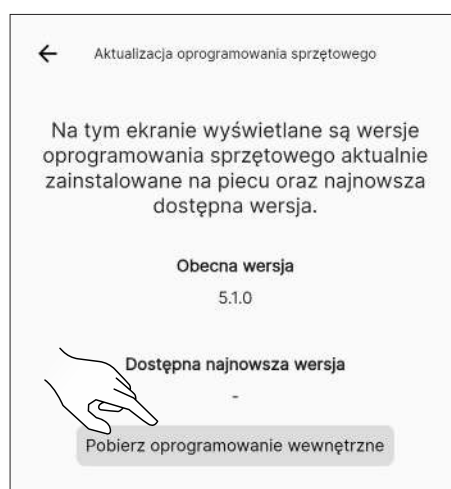 Aktualizacja oprogramowania sprzętowego
Na tym ekranie wyświetlane są wersje
oprogramowania sprzętowego aktualnie
zainstalowane na piecu oraz najnowsza
dostępna wersja.
Obecna wersja
5.1.0
Dostępna najnowsza wersja
-
Pobierz oprogramowanie wewnętrzne